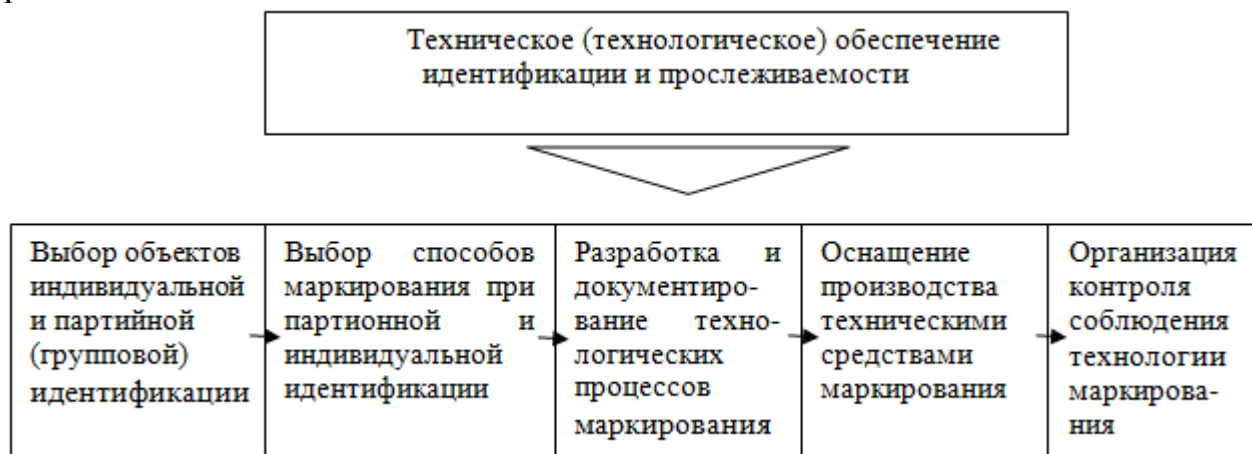 Техническое (технологическое) обеспечение
идентификации и прослеживаемости
Выбор объектов
индивидуальной
и партийной
(групповой)
идентификации
Выбор способов
маркирования при
партионной и
индивидуальной
идентификации
Разработка и
документиро-
вание техно-
логических
процессов
маркирования
Оснащение
производства
техническими
средствами
маркирования
Организация
контроля
соблюдения
технологии
маркирова-
ния